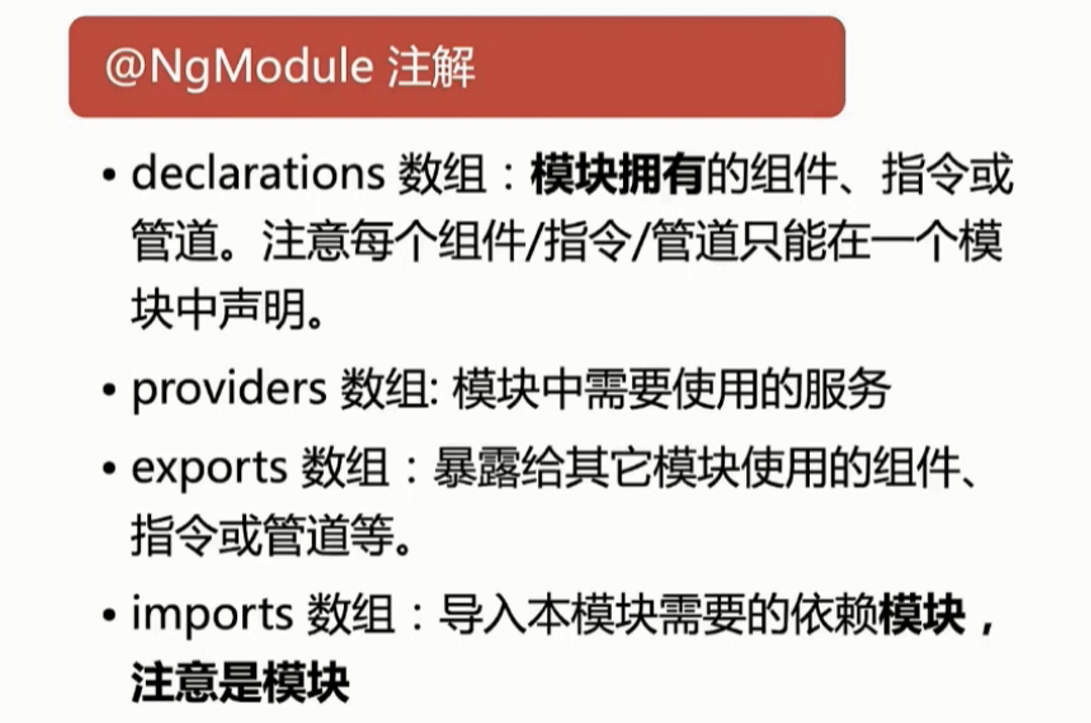 @NgModule 注解
• declarations 数组：模块拥有的组件、指令或
管道。注意每个组件/指令/管道只能在一个模
块中声明。
• providers 数组: 模块中需要使用的服务
• exports 数组：暴露给其它模块使用的组件、
指令或管道等。
• imports 数组：导入本模块需要的依赖模块，
注意是模块